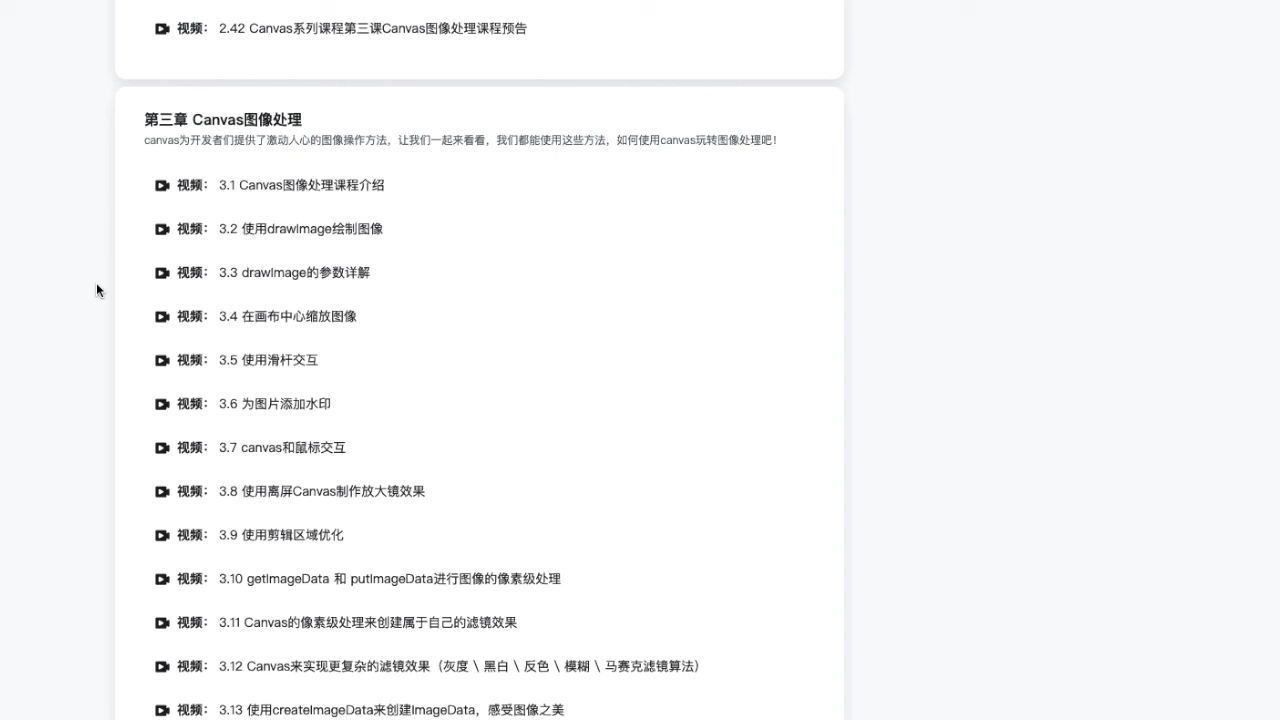 视频： 2.42 Canvas系列课程第三课Canvas图像处理课程预告
第三章 Canvas图像处理
canvas为开发者们提供了激动人心的图像操作方法，让我们一起来看看，我们都能使用这些方法，如何使用canvas玩转图像处理吧！
视频： 3.1 Canvas图像处理课程介绍
视频： 3.2 使用drawImage绘制图像
视频： 3.3 drawImage的参数详解
视频： 3.4 在画布中心缩放图像
视频： 3.5 使用滑杆交互
视频： 3.6 为图片添加水印
视频： 3.7 canvas和鼠标交互
视频： 3.8 使用离屏Canvas制作放大镜效果
视频： 3.9 使用剪辑区域优化
视频： 3.10 getImageData 和 putImageData进行图像的像素级处理
视频： 3.11 Canvas的像素级处理来创建属于自己的滤镜效果
视频： 3.12 Canvas来实现更复杂的滤镜效果（灰度 \ 黑白 \ 反色 \ 模糊 \ 马赛克滤镜算法）
视频： 3.13 使用createImageData来创建ImageData，感受图像之美